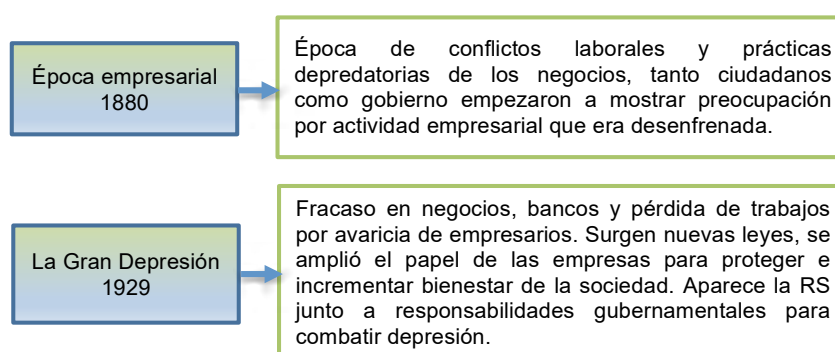 Época empresarial
1880
Época de conflictos laborales y prácticas
depredatorias de los negocios, tanto ciudadanos
como gobierno empezaron a mostrar preocupación
por actividad empresarial que era desenfrenada.
La Gran Depresión
1929
Fracaso en negocios, bancos y pérdida de trabajos
por avaricia de empresarios. Surgen nuevas leyes, se
amplió el papel de las empresas para proteger e
incrementar bienestar de la sociedad. Aparece la RS
junto a responsabilidades gubernamentales para
combatir depresión.